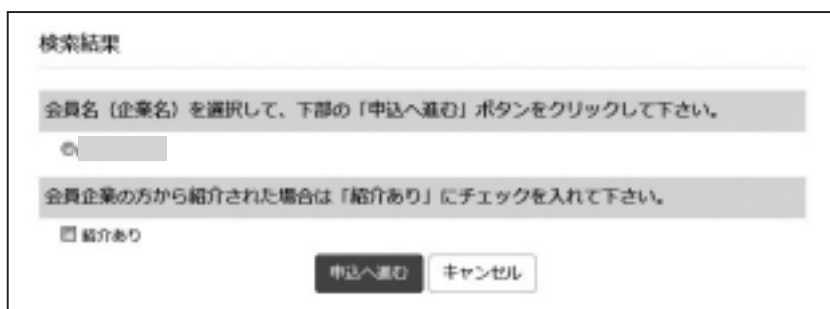 検索結果
会員名（企業名）を選択して、下部の「申込へ進む」ボタンをクリックして下さい。
会員企業の方から紹介された場合は「紹介あり」にチェックを入れて下さい。
紹介あり
申込へ進む キャンセル